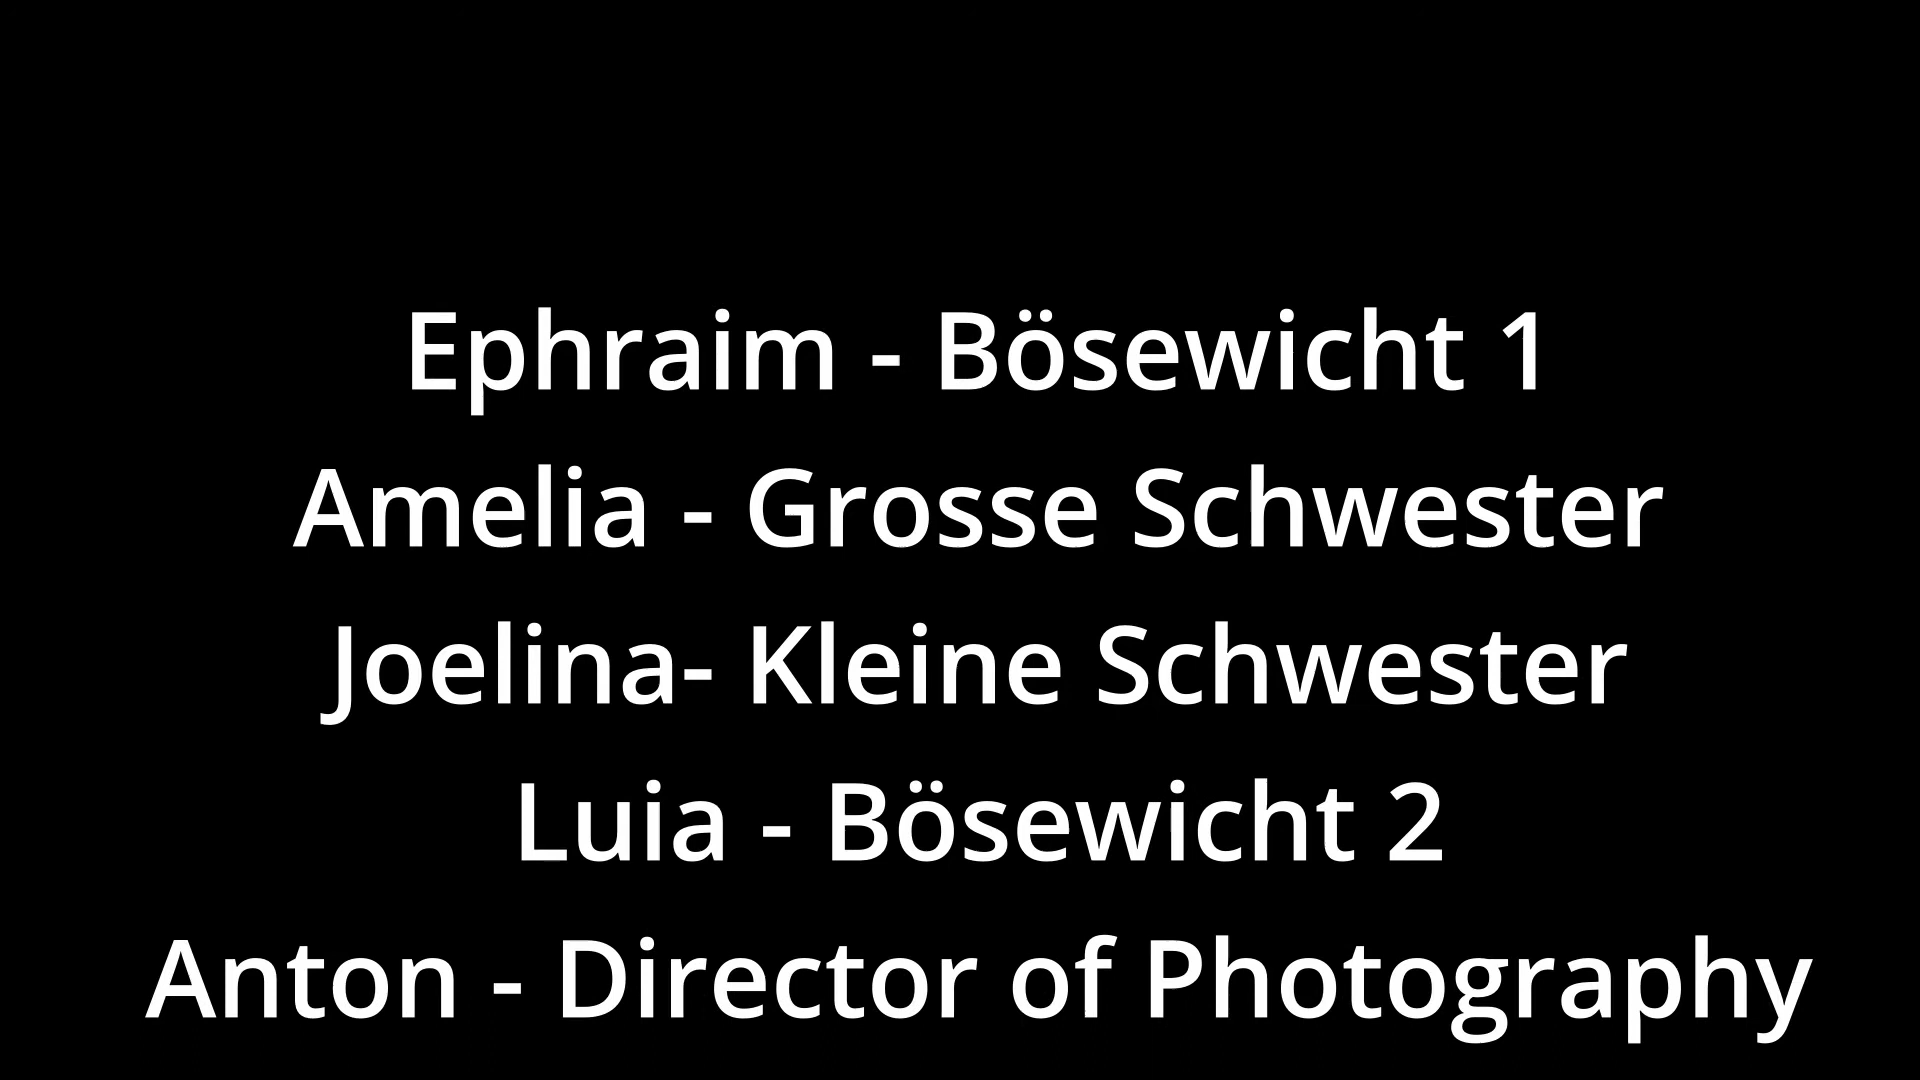 Ephraim - Bösewicht 1
Amelia - Grosse Schwester
Joelina- Kleine Schwester
Luia - Bösewicht 2
Anton - Director of Photography